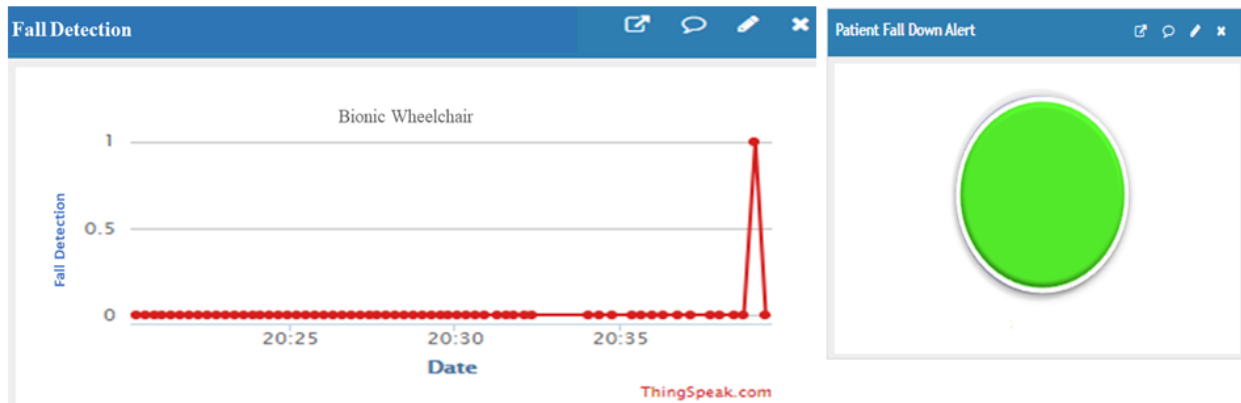 Fall Detection
Bionic Wheelchair
1
0.5
0
Fall Detection
20:25 20:30 20:35
Date
ThingSpeak.com
Patient Fall Down Alert